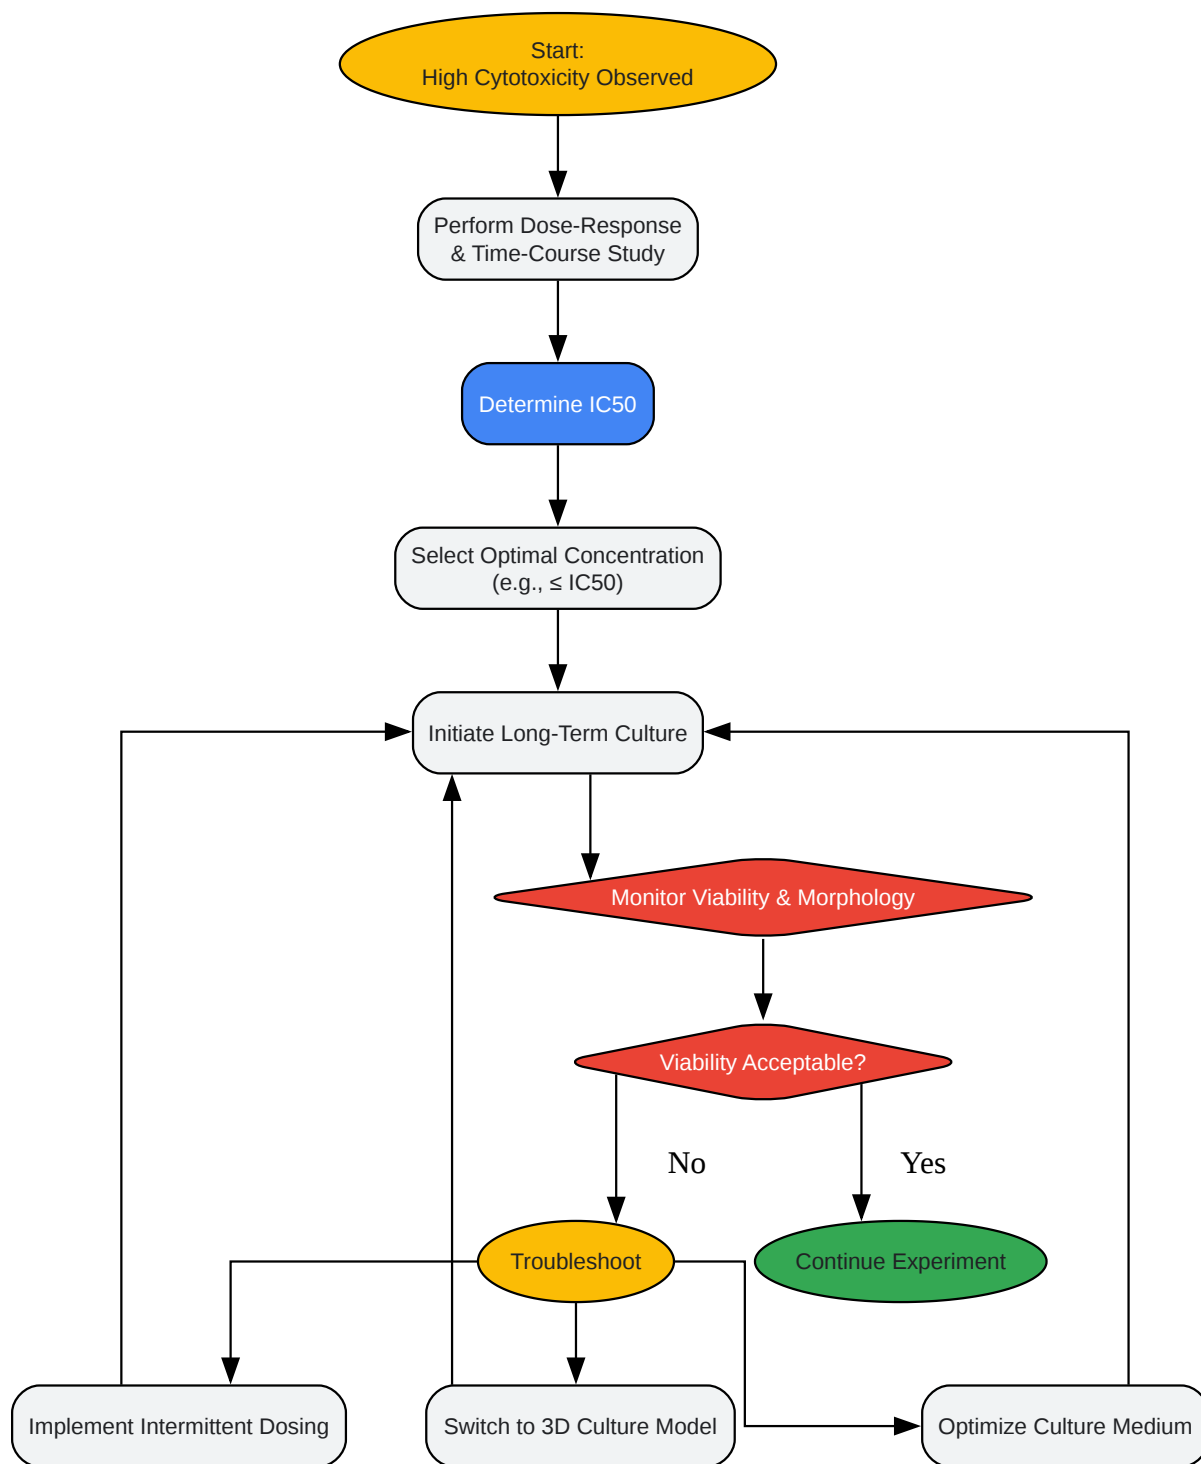 Start:
High Cytotoxicity Observed
Perform Dose-Response
& Time-Course Study
Determine IC50
Select Optimal Concentration
(e.g., ≤ IC50)
Initiate Long-Term Culture
Monitor Viability & Morphology
Viability Acceptable?
No
Yes
Troubleshoot
Continue Experiment
Implement Intermittent Dosing
Switch to 3D Culture Model
Optimize Culture Medium